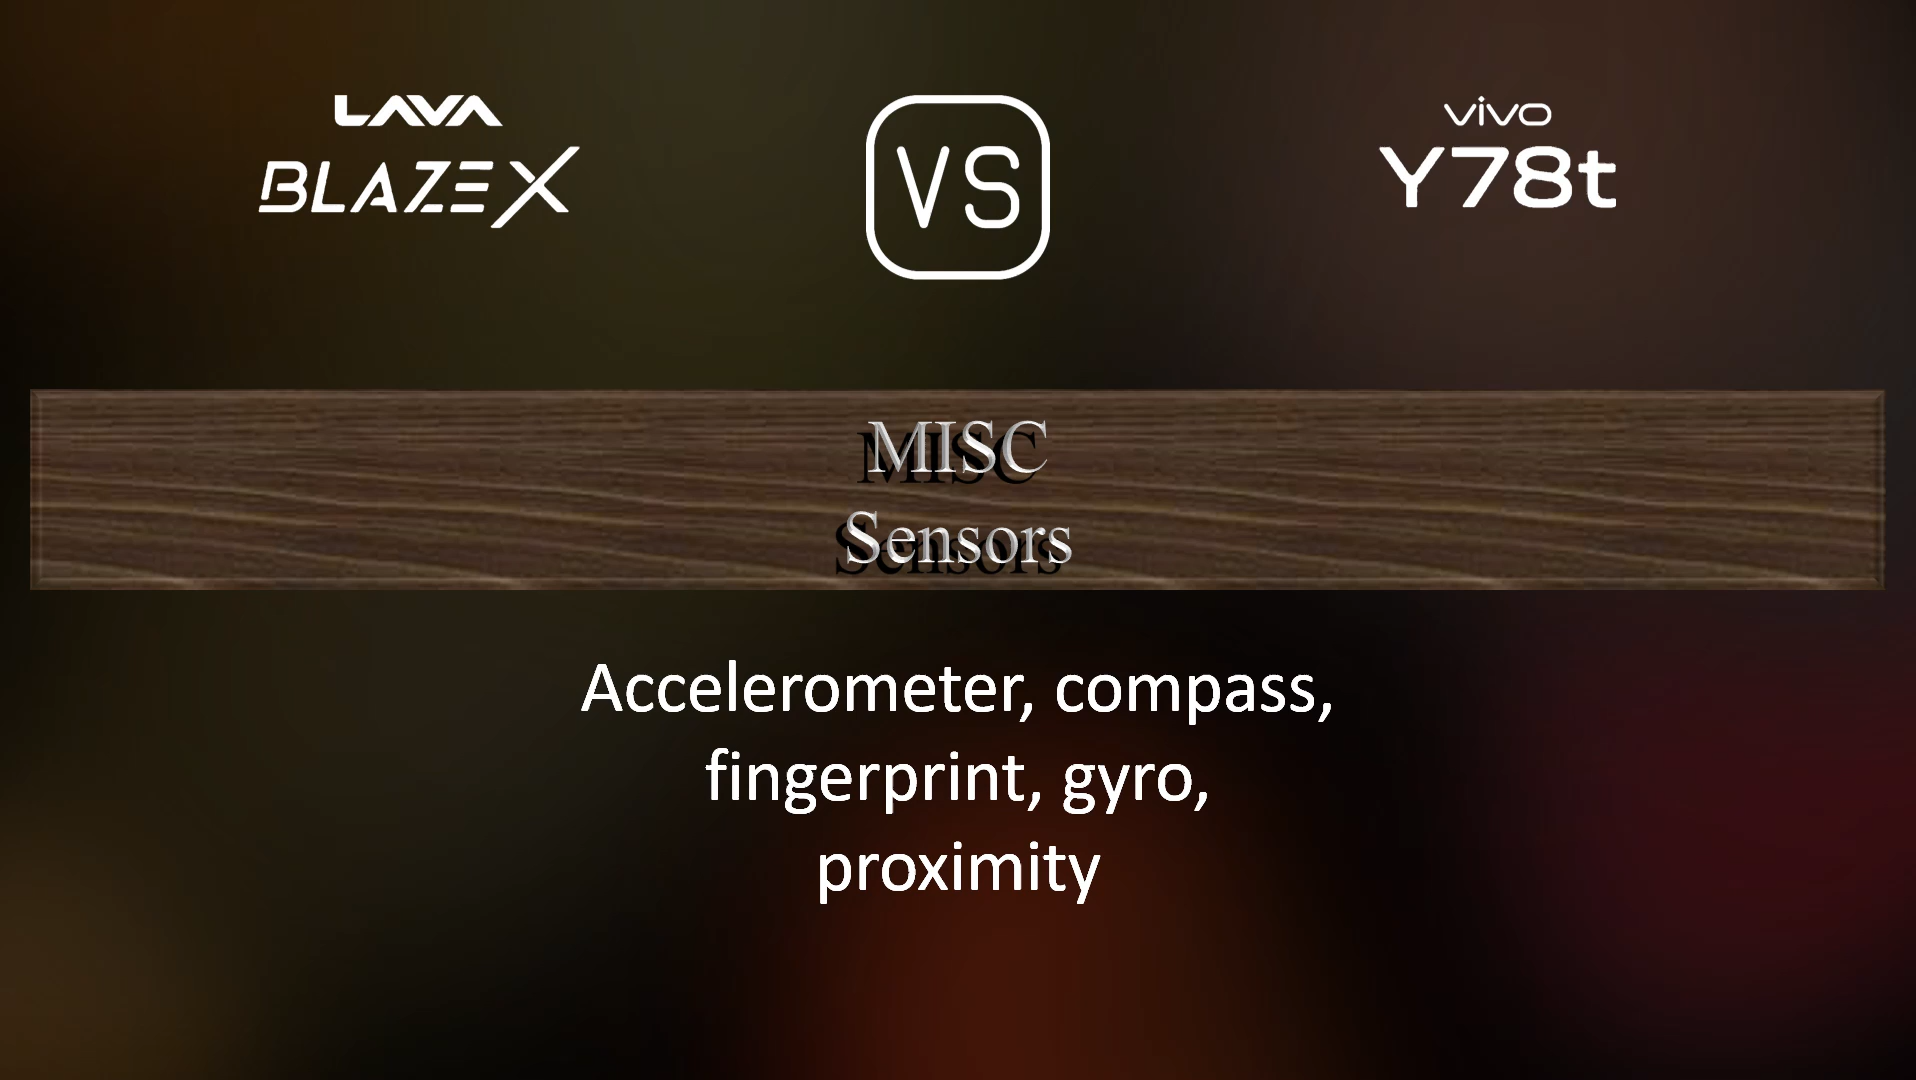 LAVA
BLAZE X
VS
vivo
Y78t
MISC
Sensors
Accelerometer, compass,
fingerprint, gyro,
proximity